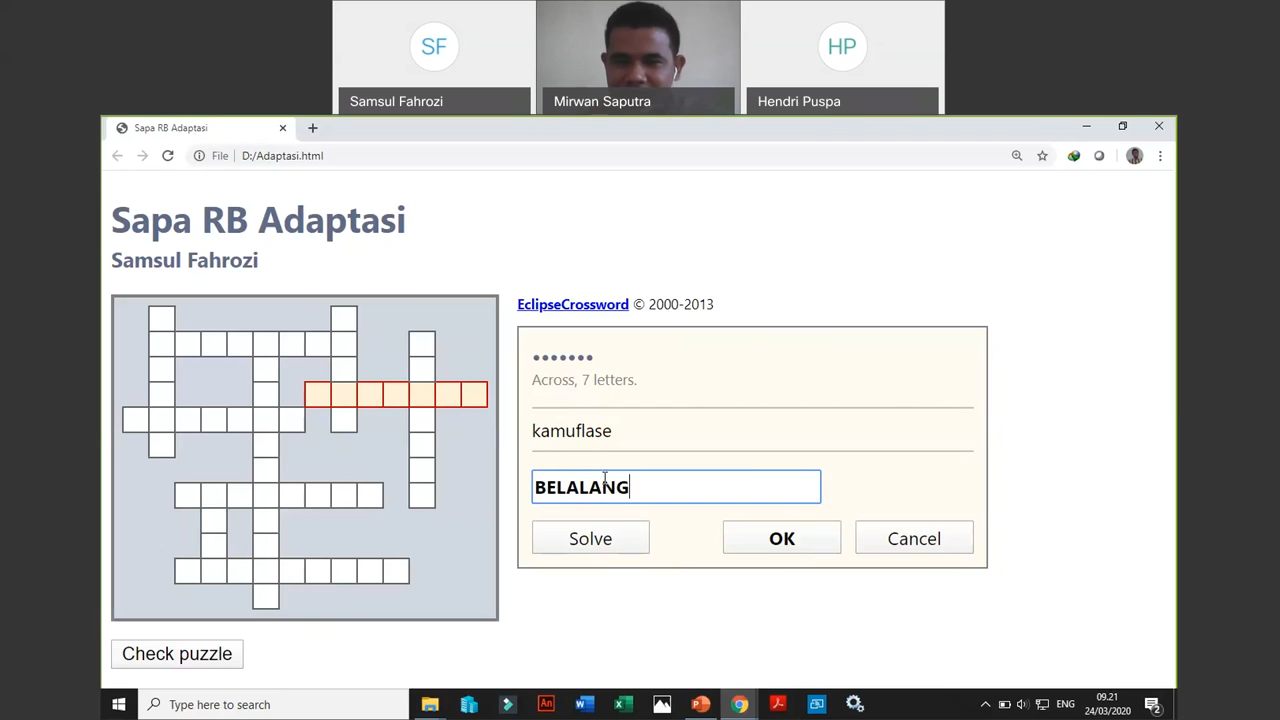 SF
HP
Samsul Fahrozi
Mirwan Saputra
Hendri Puspa
Sapa RB Adaptasi
File
D:/Adaptasi.html
Sapa RB Adaptasi
Samsul Fahrozi
EclipseCrossword © 2000-2013
•••••••
Across, 7 letters.
kamuflase
BELALANG
Solve
OK
Cancel
Check puzzle
Type here to search
An
ENG
09.21
24/03/2020
2